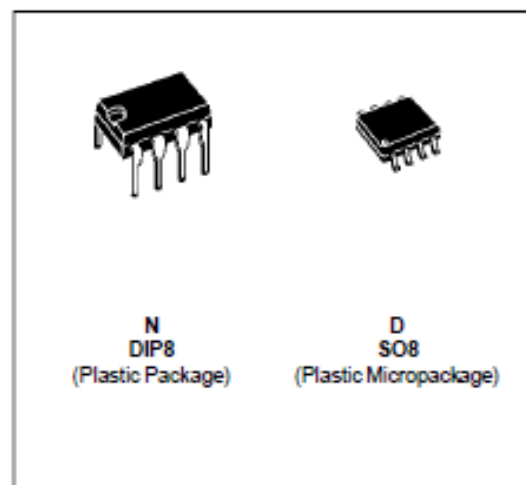 N
DIP8
(Plastic Package)
D
SO8
(Plastic Micropackage)